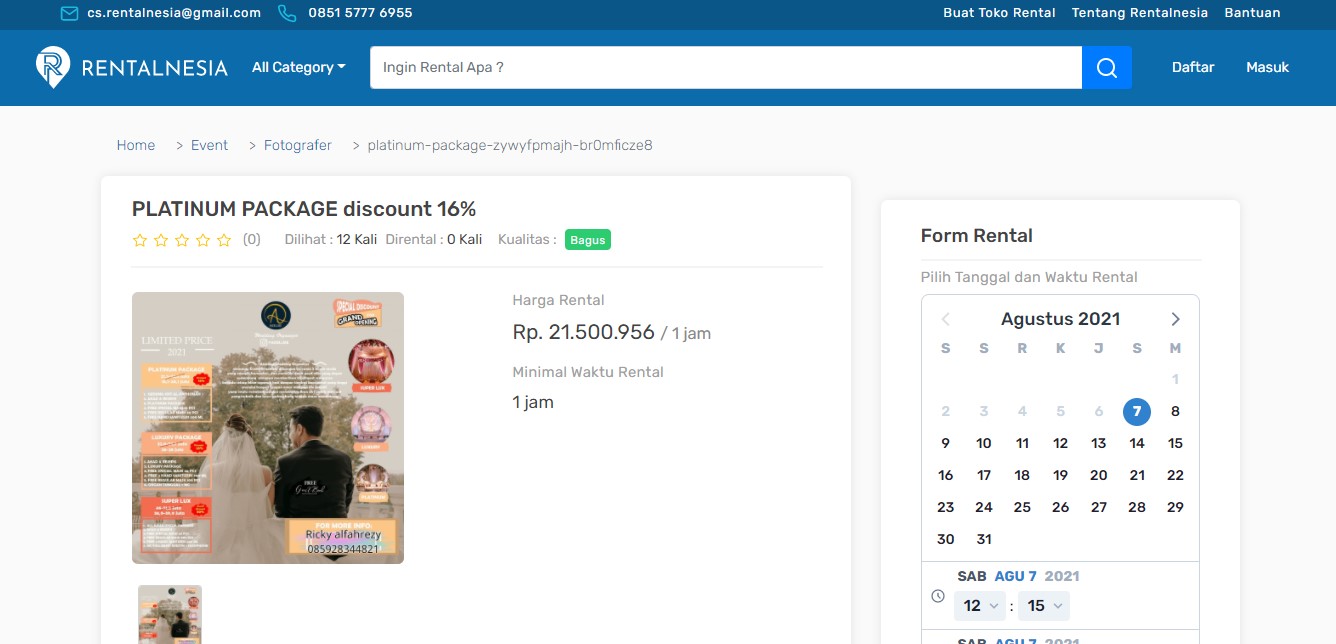 cs.rentalnesia@gmail.com 0851 5777 6955 Buat Toko Rental Tentang Rentalnesia Bantuan
RENTALNESIA All Category Ingin Rental Apa ? Daftar Masuk
Home > Event > Fotografer > platinum-package-zywyfpmajh-br0mficze8
PLATINUM PACKAGE discount 16%
(0) Dilihat : 12 Kali Dirental : 0 Kali Kualitas : Bagus
LIMITED PRICE
2021
PLATINUM PACKAGE
LUXURY PACKAGE
SUPER LUX
SPECIAL DISCOUNT
GRAND
OPENING
SUPER LUX
LUXURY
PLATINUM
FREE
FOR MORE INFO:
Ricky alfahrezy
085928344821
Harga Rental
Rp. 21.500.956 / 1 jam
Minimal Waktu Rental
1 jam
Form Rental
Pilih Tanggal dan Waktu Rental
Agustus 2021
S S R K J S M
1
2 3 4 5 6 7 8
9 10 11 12 13 14 15
16 17 18 19 20 21 22
23 24 25 26 27 28 29
30 31
SAB AGU 7 2021
12 : 15
SAB AGU 7 2021